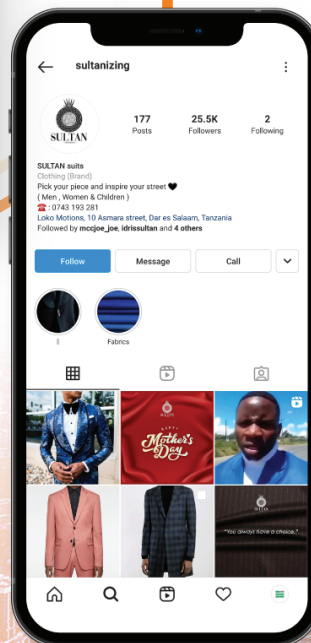 sultanizing
SULTAN
177
Posts
25.5K
Followers
2
Following
SULTAN suits
Clothing (Brand)
Pick your piece and inspire your street 🖤
( Men , Women & Children )
☎️ : 0743 193 281
Loko Motions, 10 Asmara street, Dar es Salaam, Tanzania
Followed by mccjoe_joe, idrissultan and 4 others
Follow
Message
Call
Fabrics
HAPPY
Mother's
Day
SULTAN
"You always have a choice."